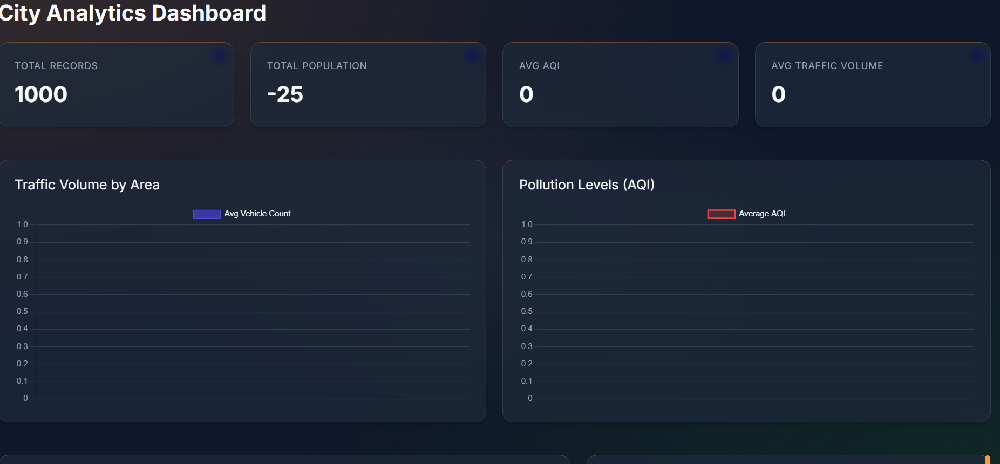 City Analytics Dashboard
TOTAL RECORDS
1000
TOTAL POPULATION
-25
AVG AQI
0
AVG TRAFFIC VOLUME
0
Traffic Volume by Area
Avg Vehicle Count
1.0
0.9
0.8
0.7
0.6
0.5
0.4
0.3
0.2
0.1
0
Pollution Levels (AQI)
Average AQI
1.0
0.9
0.8
0.7
0.6
0.5
0.4
0.3
0.2
0.1
0